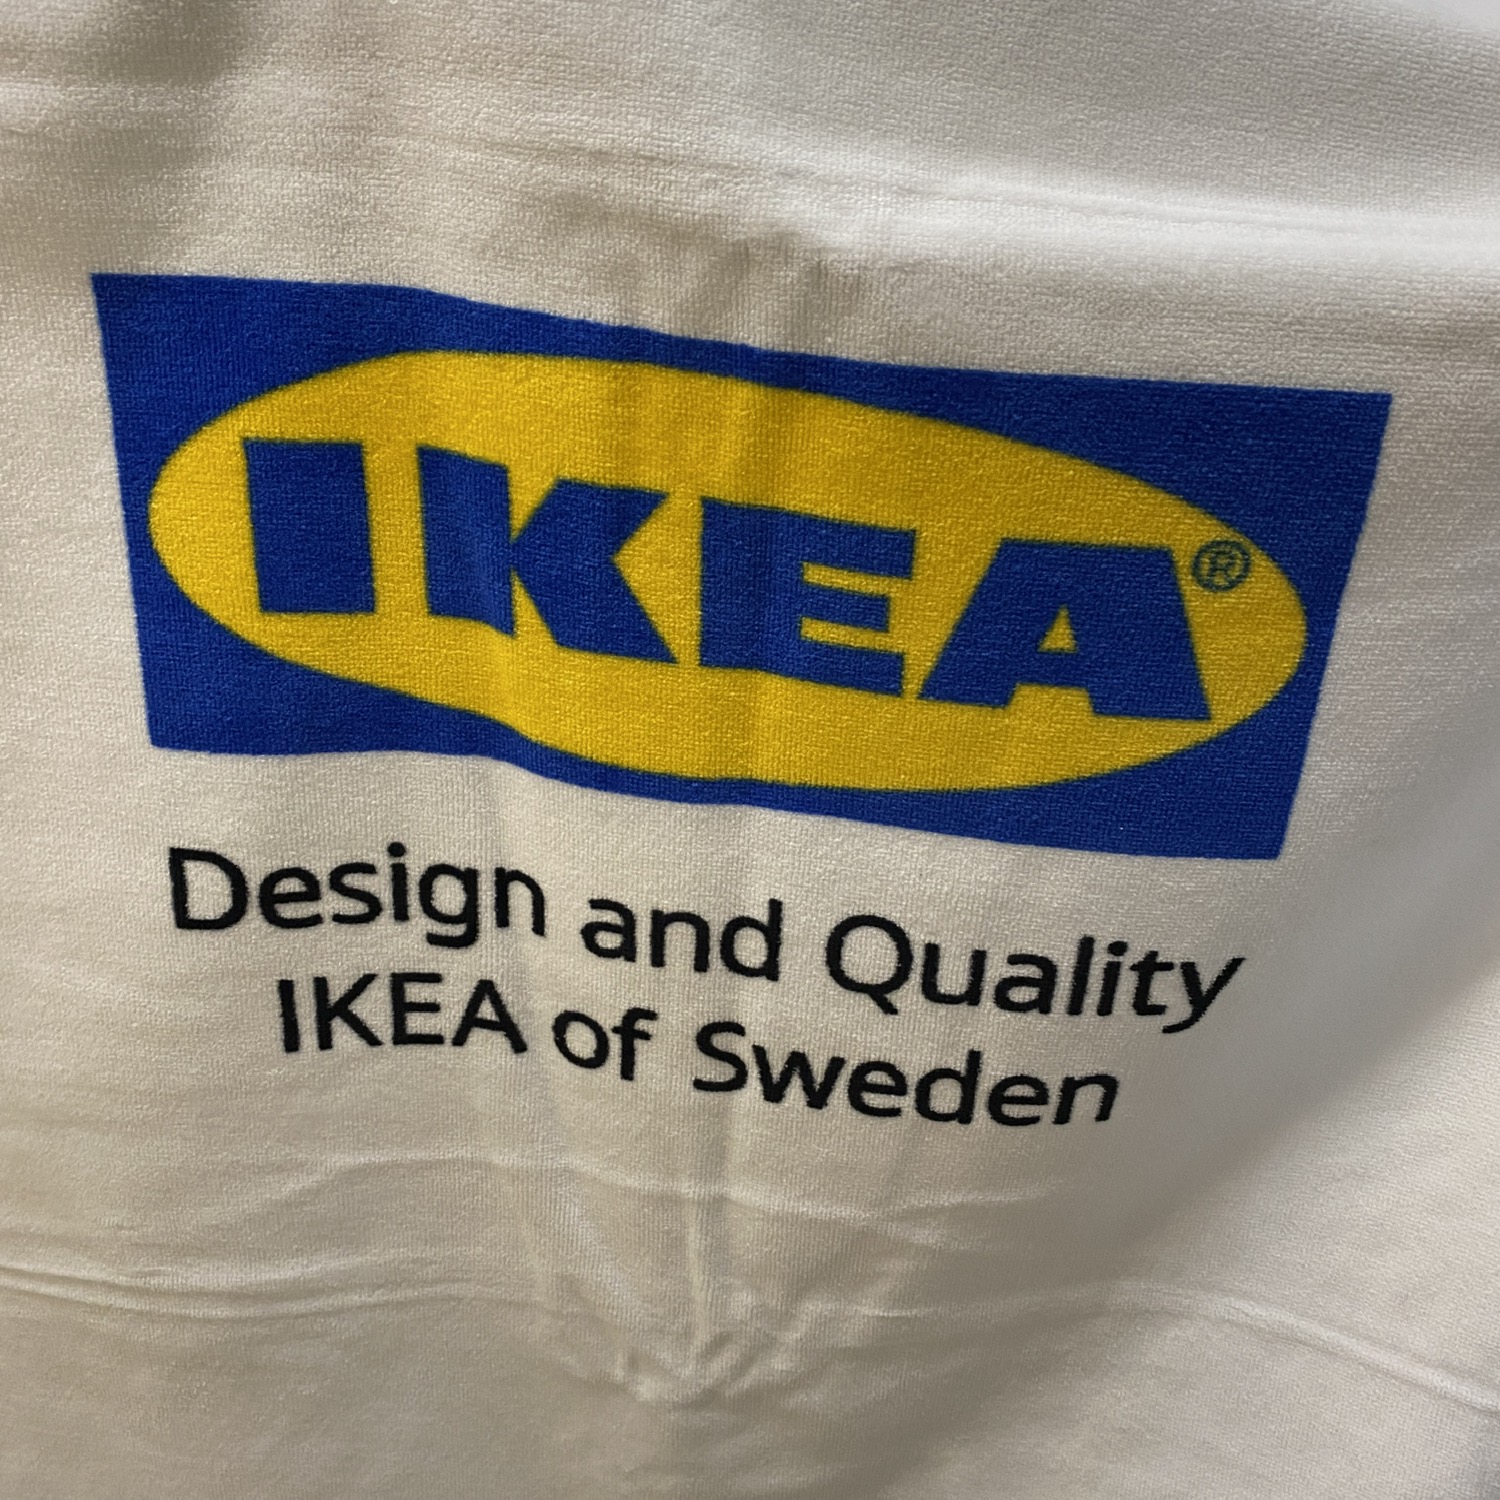 IKEA®
Design and Quality
IKEA of Sweden